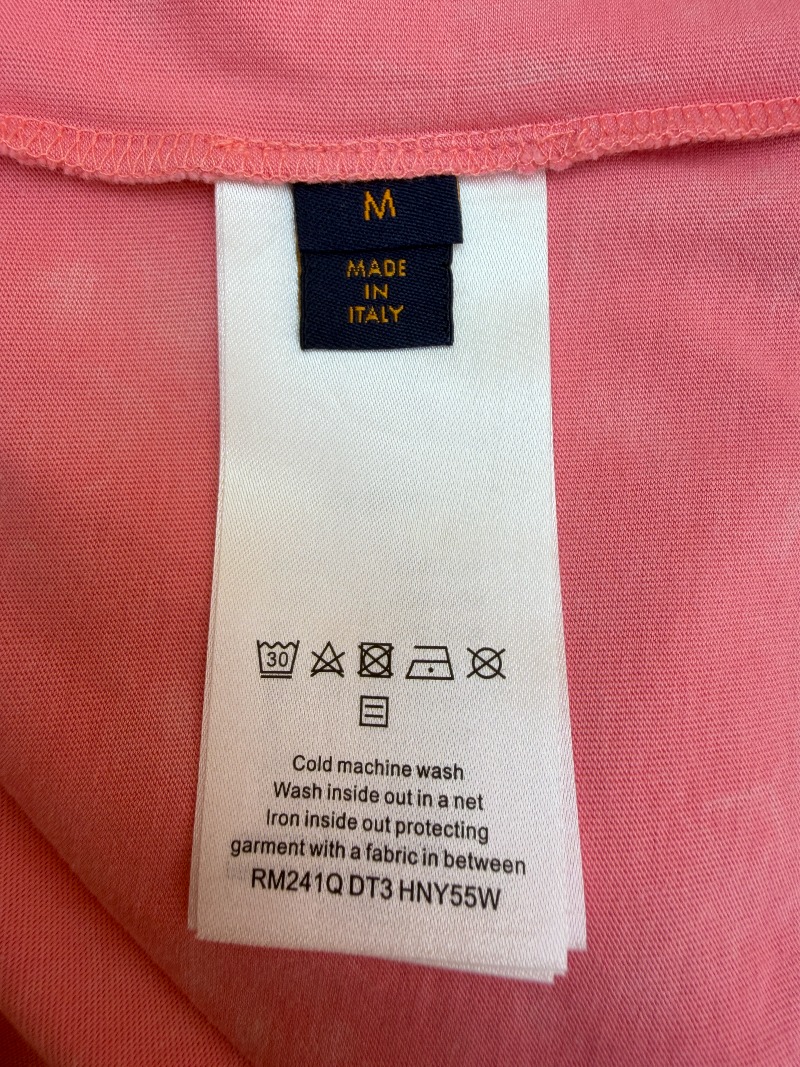 M
MADE
IN
ITALY
30
Cold machine wash
Wash inside out in a net
Iron inside out protecting
garment with a fabric in between
RM241Q DT3 HNY55W